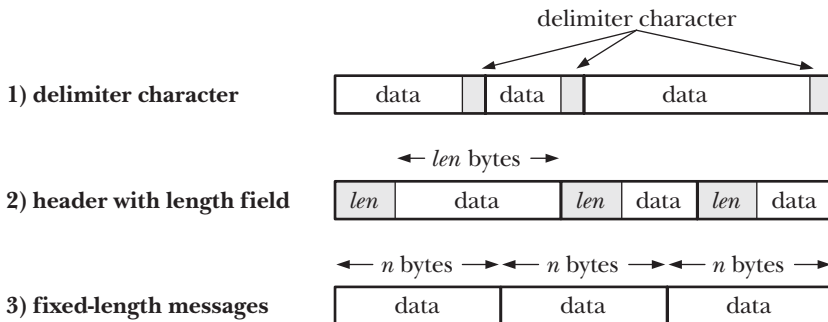 delimiter character
1) delimiter character
data data data
len bytes
2) header with length field
len data len data len data
n bytes n bytes n bytes
3) fixed-length messages
data data data